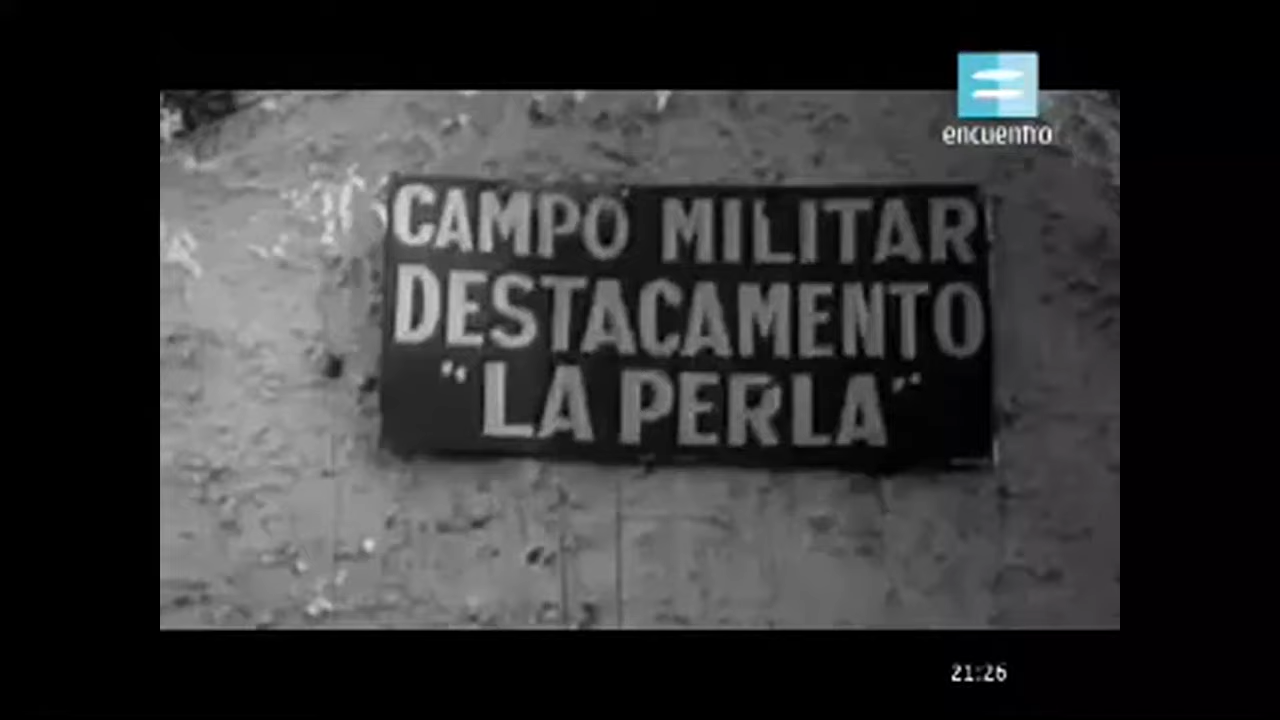 encuentro
CAMPO MILITAR
DESTACAMENTO
"LA PERLA"
21:26